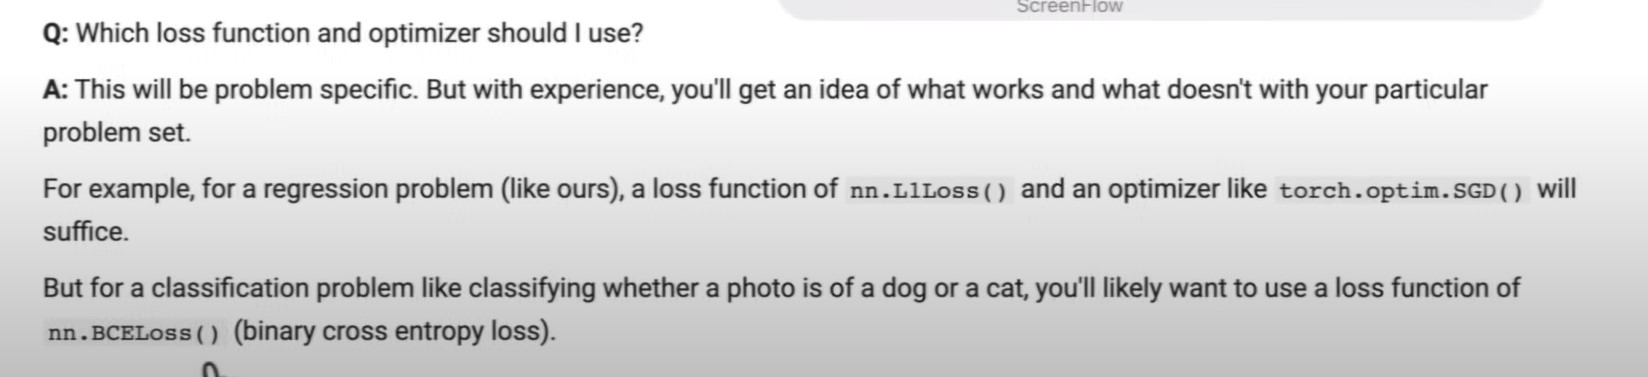 ScreenFlow
Q: Which loss function and optimizer should I use?
A: This will be problem specific. But with experience, you'll get an idea of what works and what doesn't with your particular
problem set.
For example, for a regression problem (like ours), a loss function of nn.L1Loss() and an optimizer like torch.optim.SGD() will
suffice.
But for a classification problem like classifying whether a photo is of a dog or a cat, you'll likely want to use a loss function of
nn.BCELoss() (binary cross entropy loss).